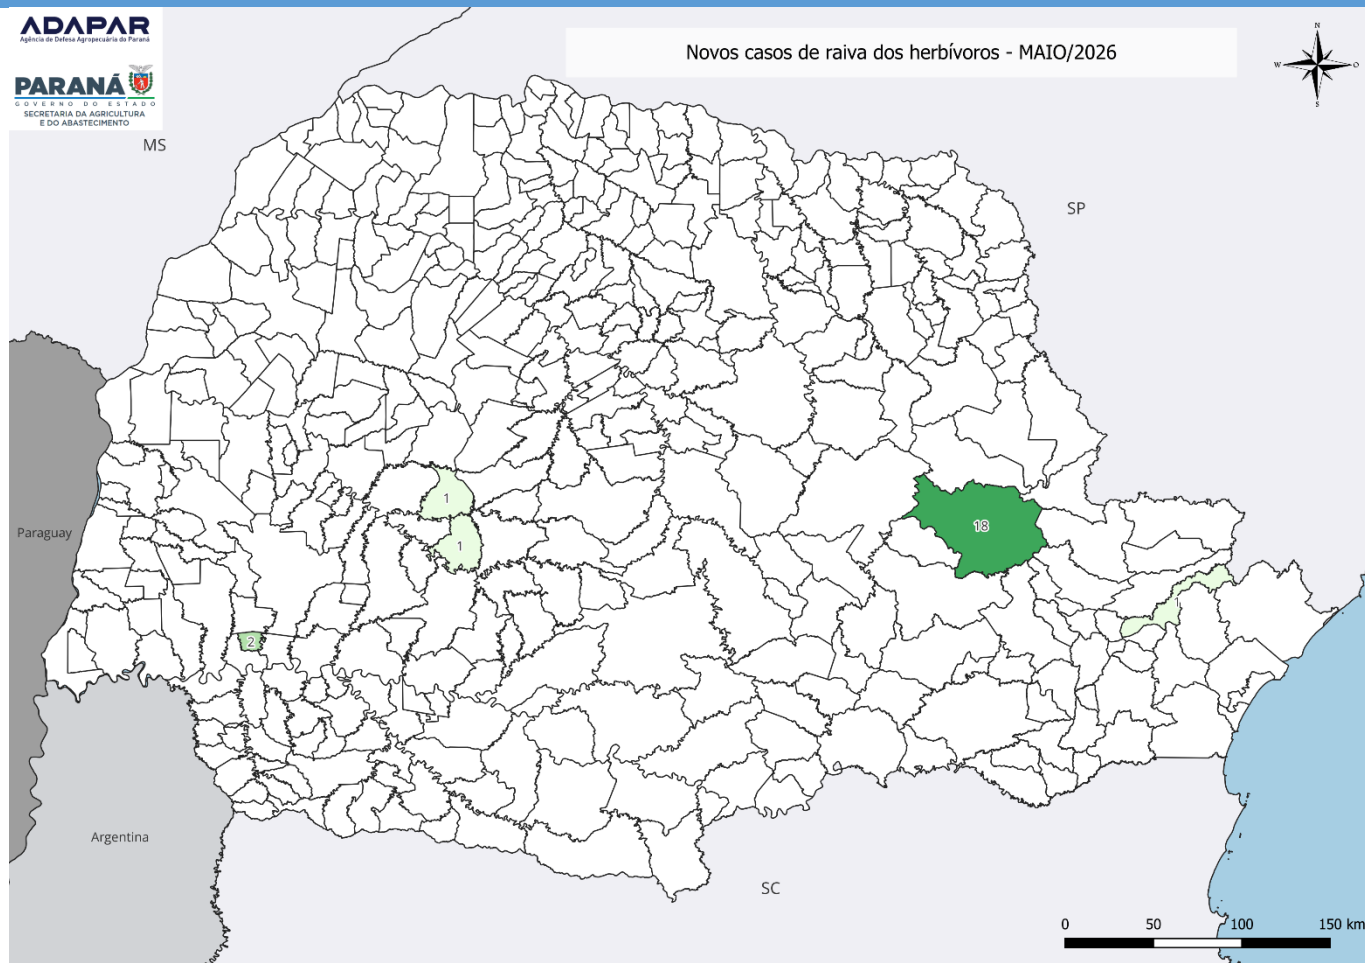 ADAPAR
Agência de Defesa Agropecuária do Paraná
PARANÁ
GOVERNO DO ESTADO
SECRETARIA DA AGRICULTURA
E DO ABASTECIMENTO
Novos casos de raiva dos herbívoros - MAIO/2026
N
W
O
S
MS
SP
1
18
1
Paraguay
1
2
Argentina
SC
0 50 100 150 km